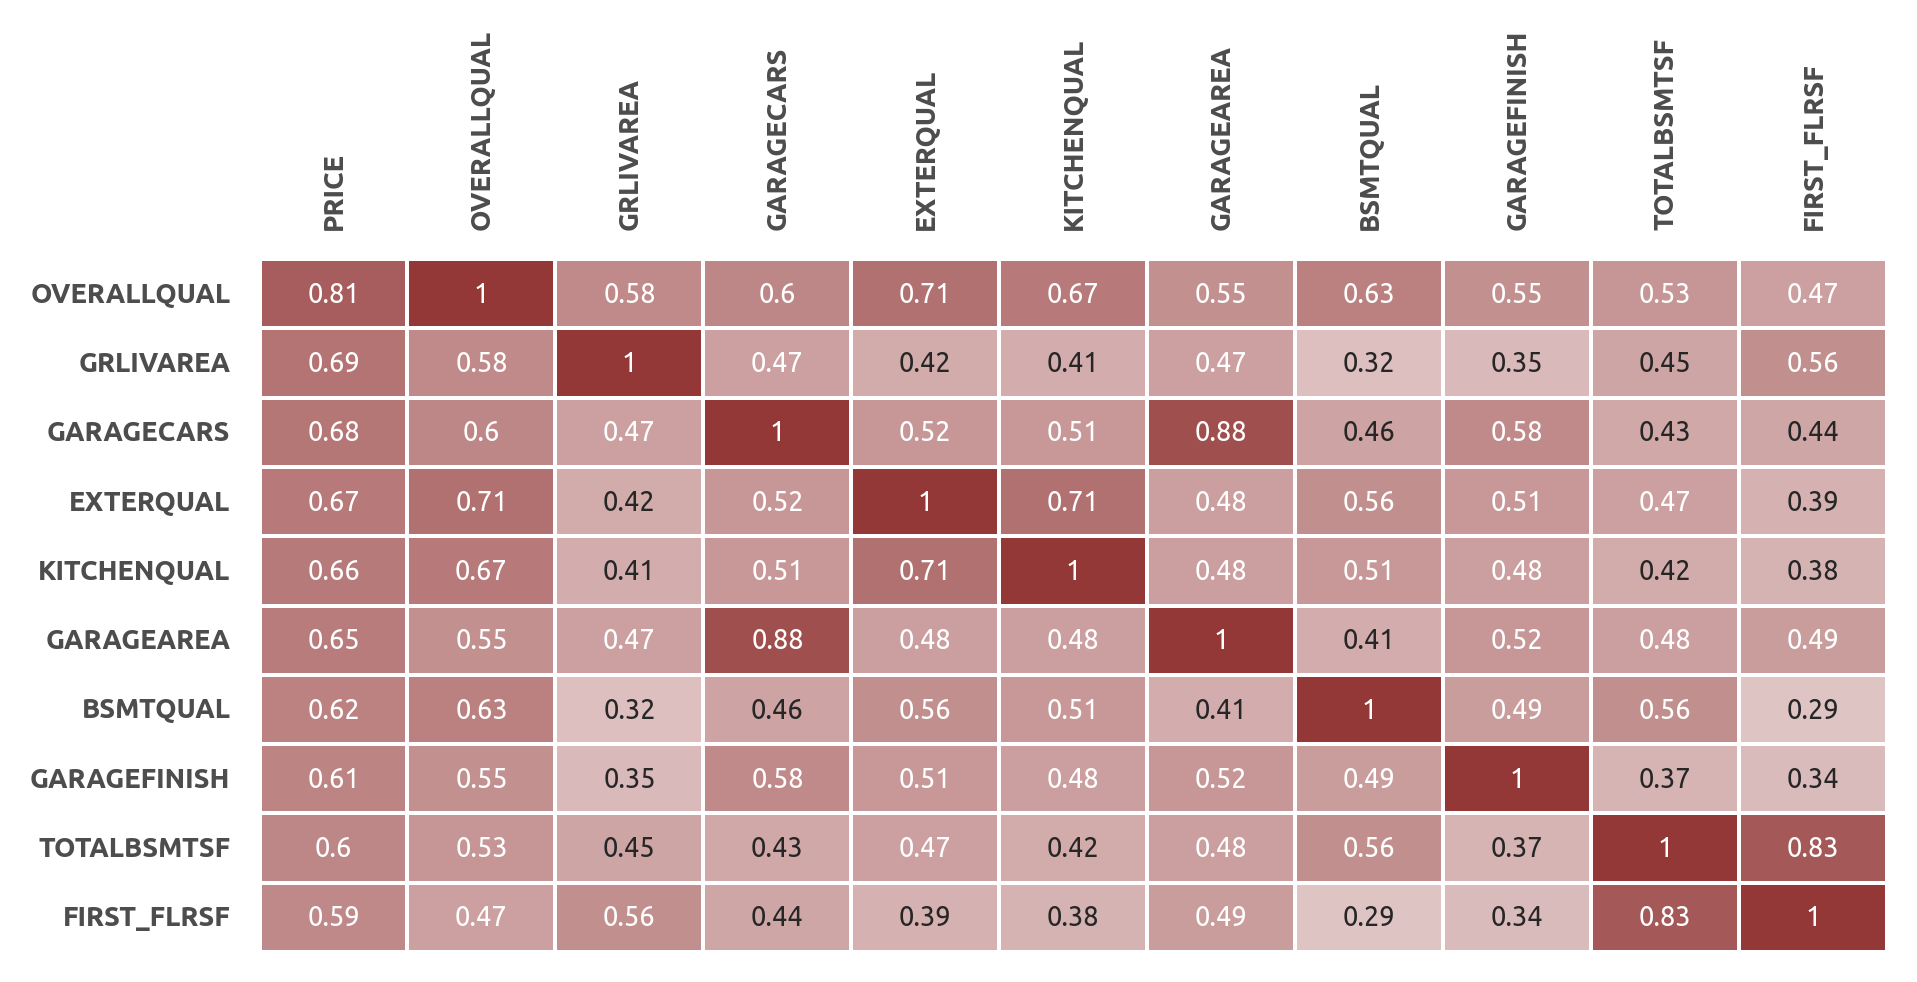 PRICE OVERALLQUAL GRLIVAREA GARAGECARS EXTERQUAL KITCHENQUAL GARAGEAREA BSMTQUAL GARAGEFINISH TOTALBSMTSF FIRST_FLRSF
OVERALLQUAL 0.81 1 0.58 0.6 0.71 0.67 0.55 0.63 0.55 0.53 0.47
GRLIVAREA 0.69 0.58 1 0.47 0.42 0.41 0.47 0.32 0.35 0.45 0.56
GARAGECARS 0.68 0.6 0.47 1 0.52 0.51 0.88 0.46 0.58 0.43 0.44
EXTERQUAL 0.67 0.71 0.42 0.52 1 0.71 0.48 0.56 0.51 0.47 0.39
KITCHENQUAL 0.66 0.67 0.41 0.51 0.71 1 0.48 0.51 0.48 0.42 0.38
GARAGEAREA 0.65 0.55 0.47 0.88 0.48 0.48 1 0.41 0.52 0.48 0.49
BSMTQUAL 0.62 0.63 0.32 0.46 0.56 0.51 0.41 1 0.49 0.56 0.29
GARAGEFINISH 0.61 0.55 0.35 0.58 0.51 0.48 0.52 0.49 1 0.37 0.34
TOTALBSMTSF 0.6 0.53 0.45 0.43 0.47 0.42 0.48 0.56 0.37 1 0.83
FIRST_FLRSF 0.59 0.47 0.56 0.44 0.39 0.38 0.49 0.29 0.34 0.83 1